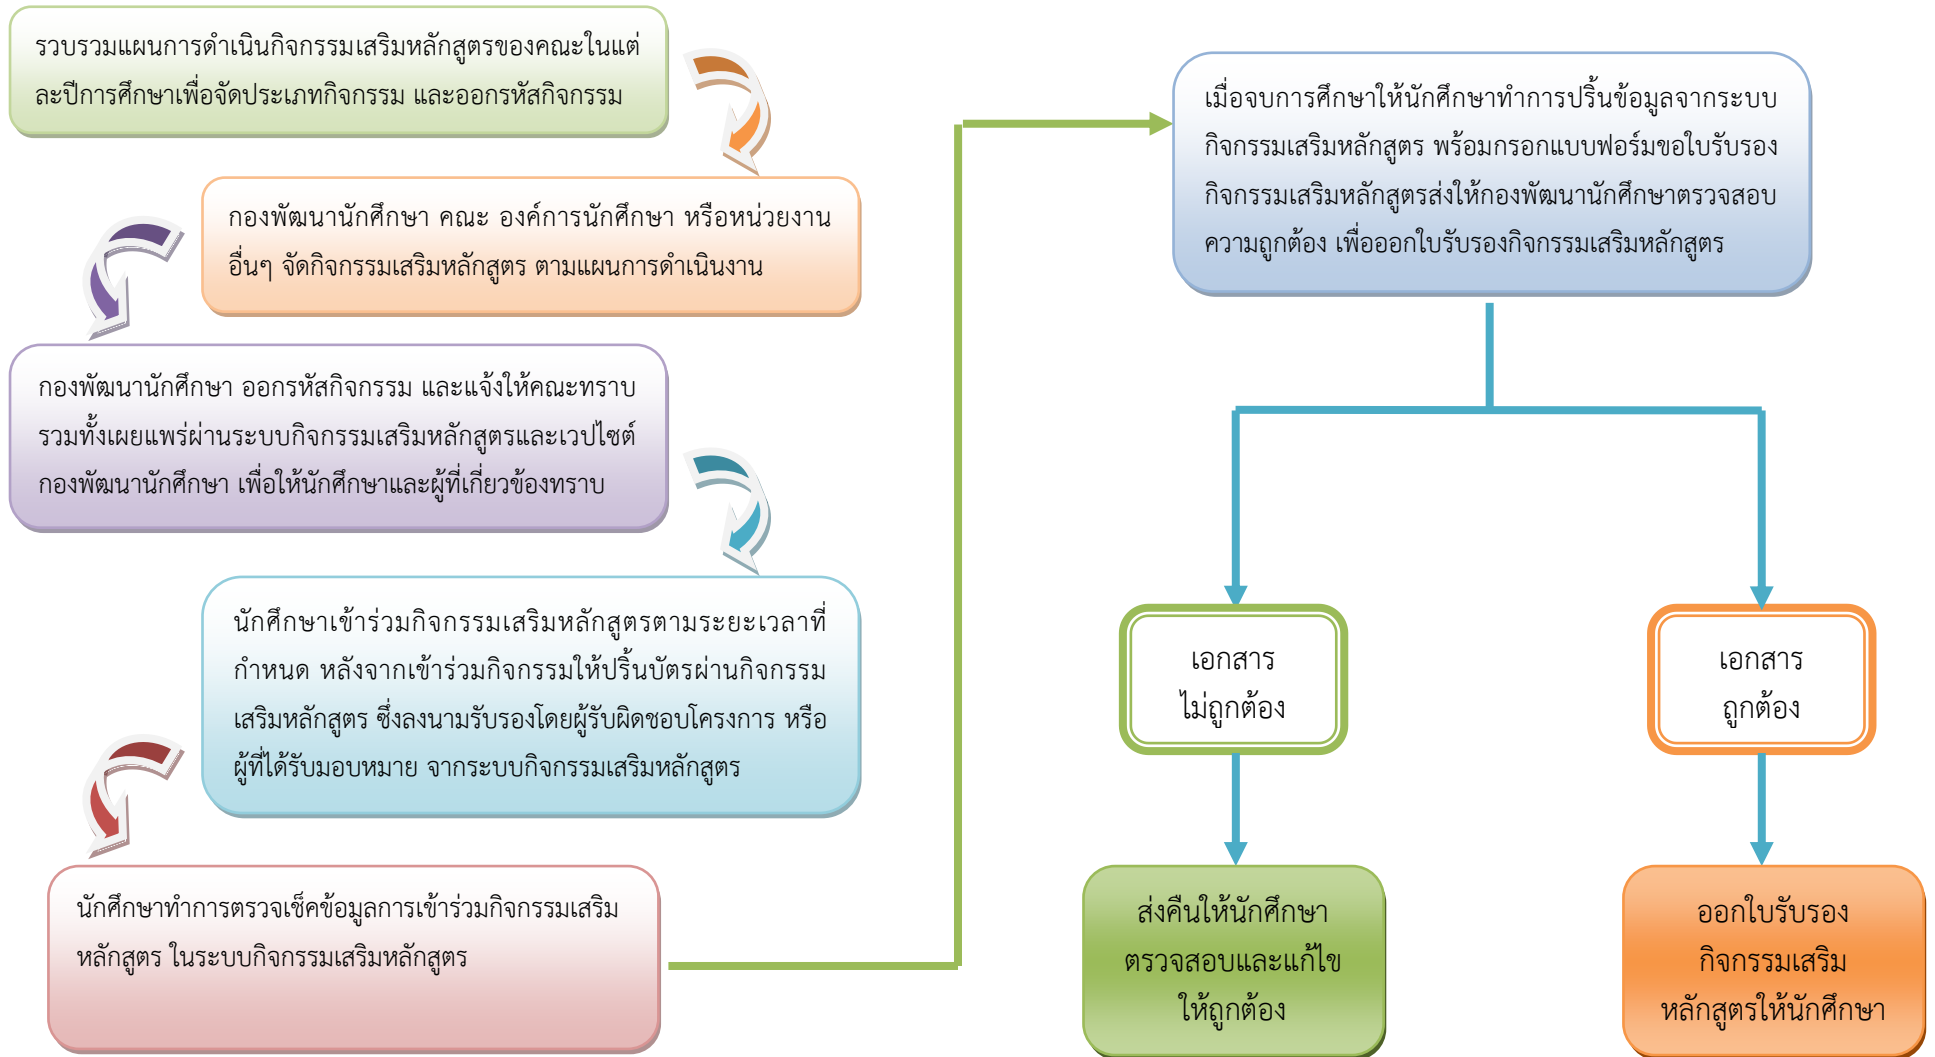 รวบรวมแผนการดำเนินกิจกรรมเสริมหลักสูตรของคณะในแต่
ละปีการศึกษาเพื่อจัดประเภทกิจกรรม และออกรหัสกิจกรรม
กองพัฒนานักศึกษา คณะ องค์การนักศึกษา หรือหน่วยงาน
อื่นๆ จัดกิจกรรมเสริมหลักสูตร ตามแผนการดำเนินงาน
กองพัฒนานักศึกษา ออกรหัสกิจกรรม และแจ้งให้คณะทราบ
รวมทั้งเผยแพร่ผ่านระบบกิจกรรมเสริมหลักสูตรและเวปไซต์
กองพัฒนานักศึกษา เพื่อให้นักศึกษาและผู้ที่เกี่ยวข้องทราบ
นักศึกษาเข้าร่วมกิจกรรมเสริมหลักสูตรตามระยะเวลาที่
กำหนด หลังจากเข้าร่วมกิจกรรมให้ปริ้นบัตรผ่านกิจกรรม
เสริมหลักสูตร ซึ่งลงนามรับรองโดยผู้รับผิดชอบโครงการ หรือ
ผู้ที่ได้รับมอบหมาย จากระบบกิจกรรมเสริมหลักสูตร
นักศึกษาทำการตรวจเช็คข้อมูลการเข้าร่วมกิจกรรมเสริม
หลักสูตร ในระบบกิจกรรมเสริมหลักสูตร
เมื่อจบการศึกษาให้นักศึกษาทำการปริ้นข้อมูลจากระบบ
กิจกรรมเสริมหลักสูตร พร้อมกรอกแบบฟอร์มขอใบรับรอง
กิจกรรมเสริมหลักสูตรส่งให้กองพัฒนานักศึกษาตรวจสอบ
ความถูกต้อง เพื่อออกใบรับรองกิจกรรมเสริมหลักสูตร
เอกสาร
ไม่ถูกต้อง
เอกสาร
ถูกต้อง
ส่งคืนให้นักศึกษา
ตรวจสอบและแก้ไข
ให้ถูกต้อง
ออกใบรับรอง
กิจกรรมเสริม
หลักสูตรให้นักศึกษา